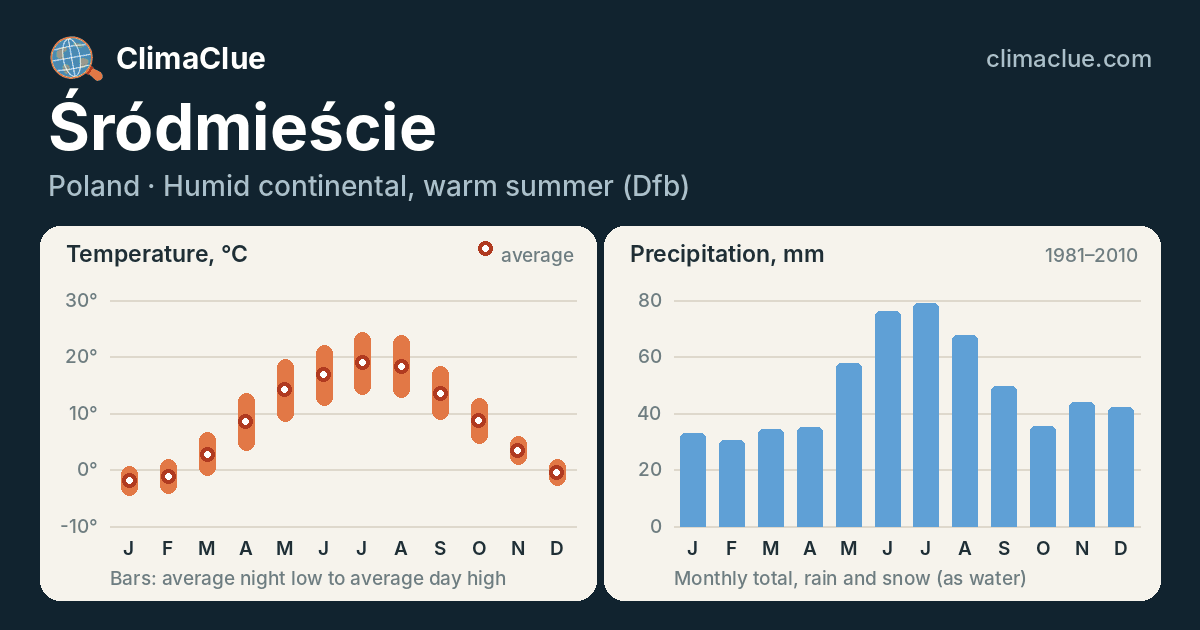 ClimaClue
climaclue.com
Śródmieście
Poland · Humid continental, warm summer (Dfb)
Temperature, °C
average
30°
20°
10°
0°
-10°
J F M A M J J A S O N D
Bars: average night low to average day high
Precipitation, mm
1981–2010
80
60
40
20
0
J F M A M J J A S O N D
Monthly total, rain and snow (as water)